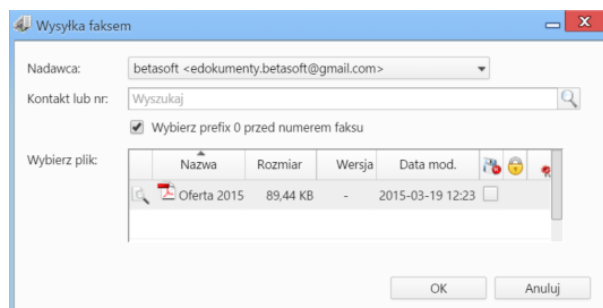 Wysyłka faksem
Nadawca: betasoft <edokumenty.betasoft@gmail.com>
Kontakt lub nr: Wyszukaj
Wybierz prefix 0 przed numerem faksu
Wybierz plik: Nazwa Rozmiar Wersja Data mod.
Oferta 2015 89,44 KB - 2015-03-19 12:23
OK Anuluj